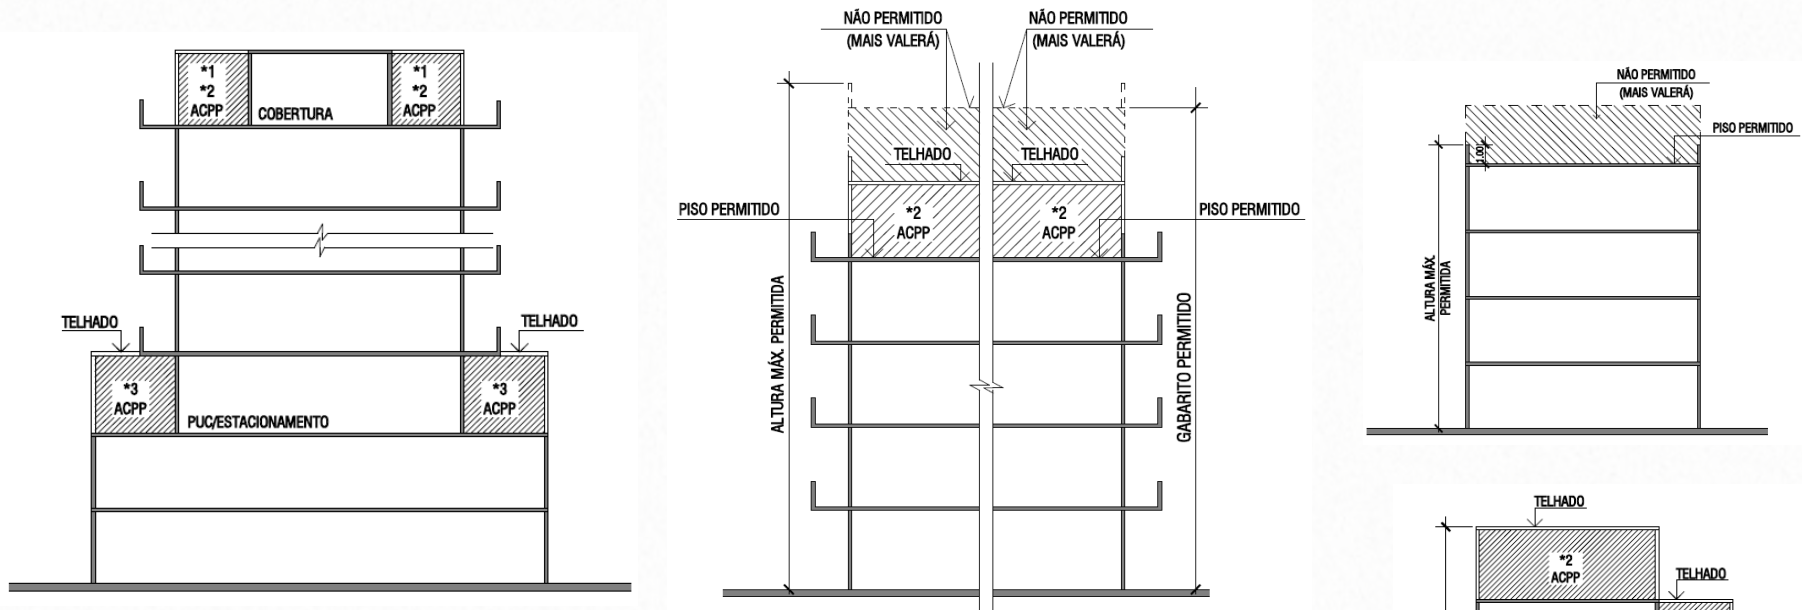 *1
*2
ACPP
COBERTURA
*1
*2
ACPP
TELHADO
TELHADO
*3
ACPP
PUC/ESTACIONAMENTO
*3
ACPP
NÃO PERMITIDO
(MAIS VALERÁ)
NÃO PERMITIDO
(MAIS VALERÁ)
TELHADO
TELHADO
PISO PERMITIDO
*2
ACPP
*2
ACPP
PISO PERMITIDO
ALTURA MÁX. PERMITIDA
GABARITO PERMITIDO
NÃO PERMITIDO
(MAIS VALERÁ)
PISO PERMITIDO
1.00
ALTURA MÁX.
PERMITIDA
TELHADO
*2
ACPP
TELHADO